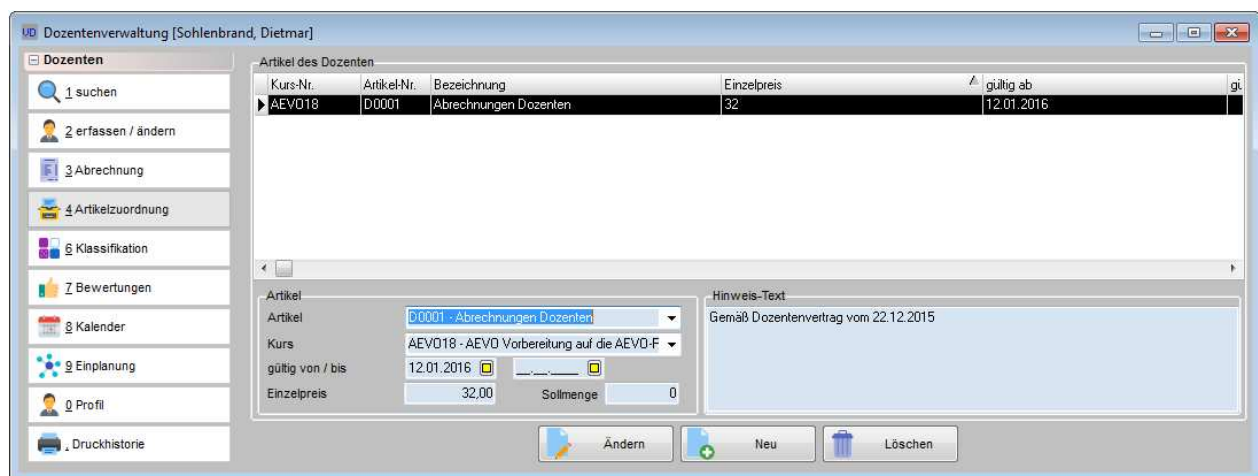 UD Dozentenverwaltung [Sohlenbrand, Dietmar]
Dozenten
1 suchen
2 erfassen / ändern
3 Abrechnung
4 Artikelzuordnung
6 Klassifikation
7 Bewertungen
8 Kalender
9 Einplanung
0 Profil
. Druckhistorie
Artikel des Dozenten
Kurs-Nr. Artikel-Nr. Bezeichnung Einzelpreis gültig ab gü
AEVO18 D0001 Abrechnungen Dozenten 32 12.01.2016
Artikel
Artikel D0001 - Abrechnungen Dozenten
Kurs AEVO18 - AEVO Vorbereitung auf die AEVO-F
gültig von / bis 12.01.2016 __.__.____
Einzelpreis 32,00 Sollmenge 0
Hinweis-Text
Gemäß Dozentenvertrag vom 22.12.2015
Ändern Neu Löschen